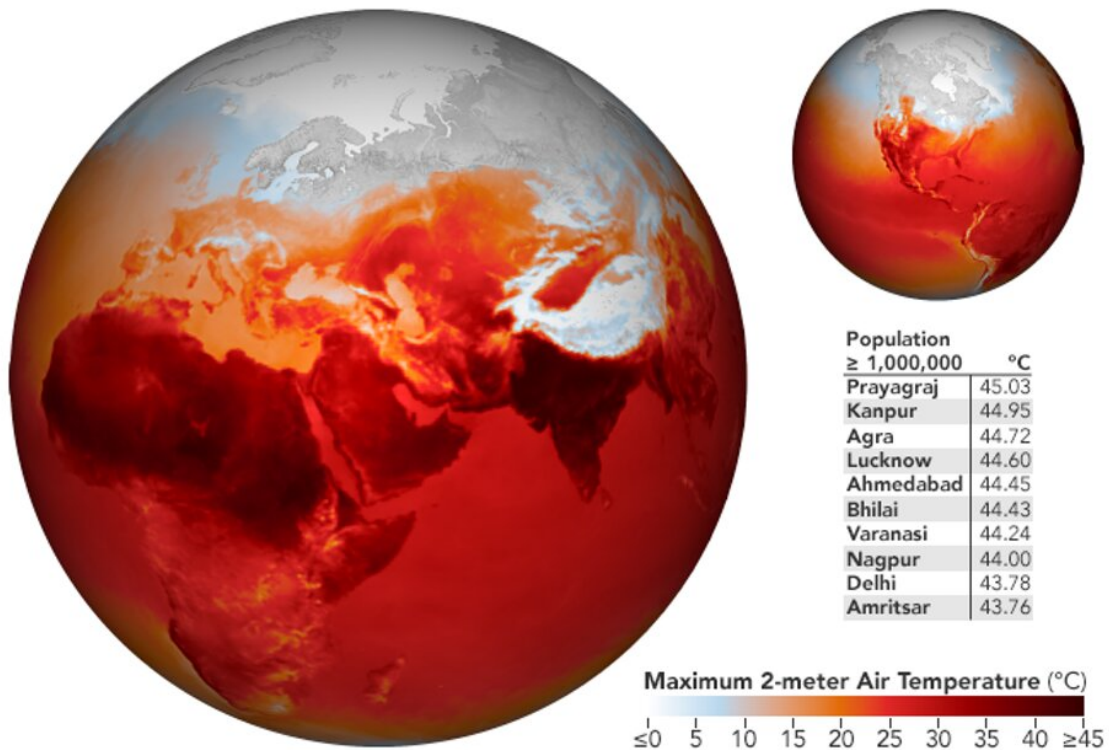 Population
≥ 1,000,000 °C
Prayagraj 45.03
Kanpur 44.95
Agra 44.72
Lucknow 44.60
Ahmedabad 44.45
Bhilai 44.43
Varanasi 44.24
Nagpur 44.00
Delhi 43.78
Amritsar 43.76
Maximum 2-meter Air Temperature (°C)
≤0 5 10 15 20 25 30 35 40 ≥45